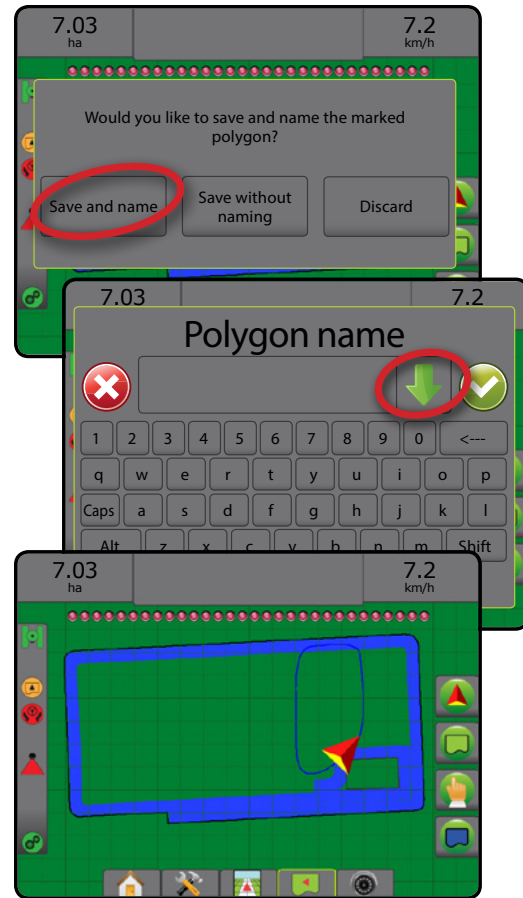 7.03 7.2
ha km/h
Would you like to save and name the marked
polygon?
Save and name Save without naming Discard
7.03 7.2
Polygon name
1 2 3 4 5 6 7 8 9 0 <---
q w e r t y u i o p
Caps a s d f g h j k l
Alt z x c v b n m Shift
7.03 7.2
ha km/h